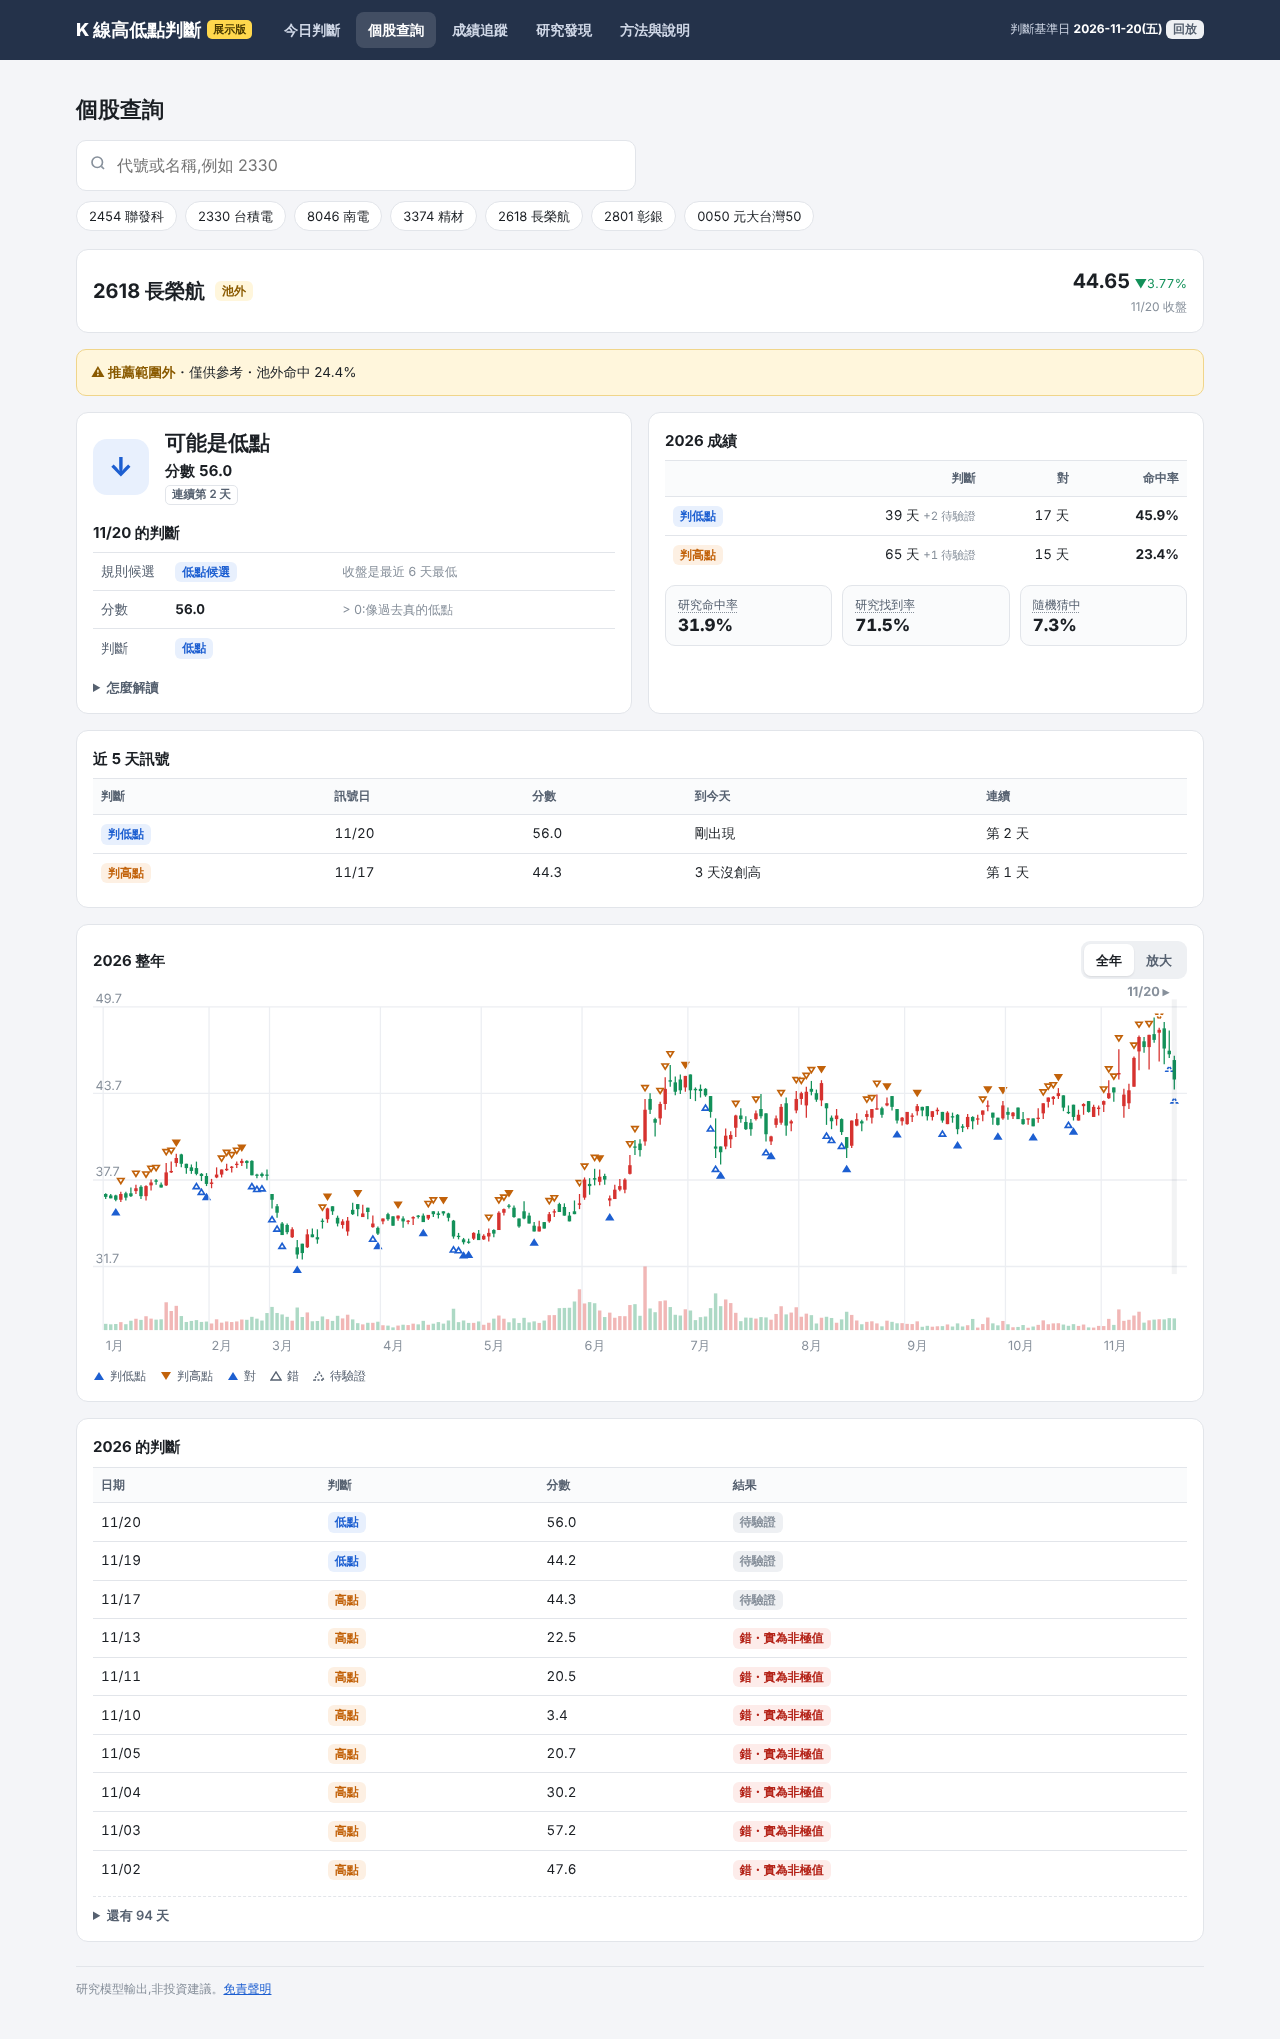 K 線高低點判斷 展示版 今日判斷 個股查詢 成績追蹤 研究發現 方法與說明 判斷基準日 2026-11-20(五) 回放
個股查詢
代號或名稱,例如 2330
2454 聯發科 2330 台積電 8046 南電 3374 精材 2618 長榮航 2801 彰銀 0050 元大台灣50
2618 長榮航 池外 44.65 ▼3.77%
11/20 收盤
⚠ 推薦範圍外・僅供參考・池外命中 24.4%
可能是低點
分數 56.0
連續第 2 天
11/20 的判斷
規則候選 低點候選 收盤是最近 6 天最低
分數 56.0 > 0:像過去真的低點
判斷 低點
▶ 怎麼解讀
2026 成績
判斷 對 命中率
判低點 39 天 +2 待驗證 17 天 45.9%
判高點 65 天 +1 待驗證 15 天 23.4%
研究命中率 研究找到率 隨機猜中
31.9% 71.5% 7.3%
近 5 天訊號
判斷 訊號日 分數 到今天 連續
判低點 11/20 56.0 剛出現 第 2 天
判高點 11/17 44.3 3 天沒創高 第 1 天
2026 整年 全年 放大
11/20 ▸
49.7
43.7
37.7
31.7
1月 2月 3月 4月 5月 6月 7月 8月 9月 10月 11月
判低點 判高點 對 錯 待驗證
2026 的判斷
日期 判斷 分數 結果
11/20 低點 56.0 待驗證
11/19 低點 44.2 待驗證
11/17 高點 44.3 待驗證
11/13 高點 22.5 錯・實為非極值
11/11 高點 20.5 錯・實為非極值
11/10 高點 3.4 錯・實為非極值
11/05 高點 20.7 錯・實為非極值
11/04 高點 30.2 錯・實為非極值
11/03 高點 57.2 錯・實為非極值
11/02 高點 47.6 錯・實為非極值
▶ 還有 94 天
研究模型輸出,非投資建議。免責聲明